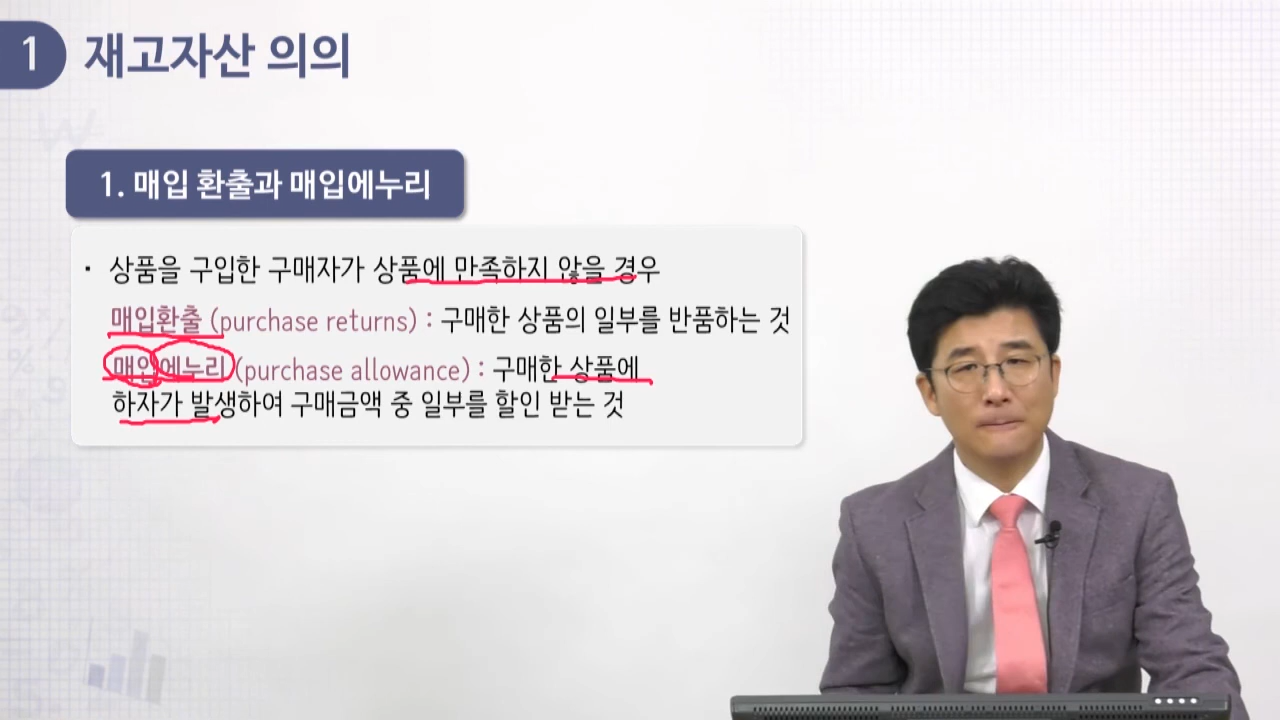 1 재고자산 의의
1. 매입 환출과 매입에누리
· 상품을 구입한 구매자가 상품에 만족하지 않을 경우
매입환출 (purchase returns) : 구매한 상품의 일부를 반품하는 것
매입에누리 (purchase allowance) : 구매한 상품에
하자가 발생하여 구매금액 중 일부를 할인 받는 것